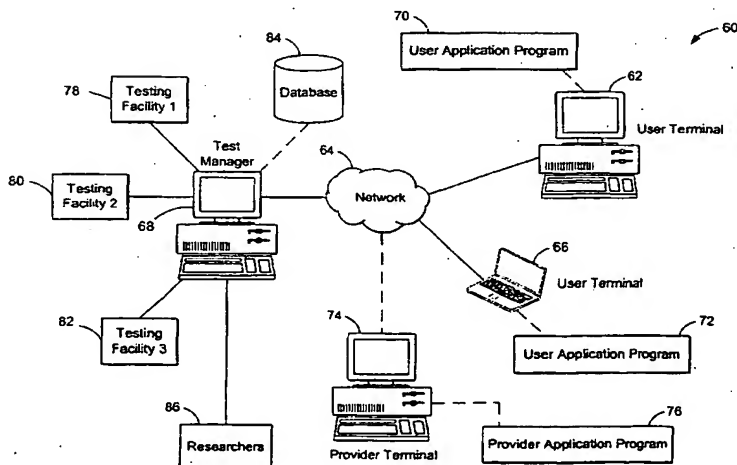 70
60
User Application Program
84
62
78
Database
Testing
Facility 1
User Terminal
Test
Manager
64
80
Testing
Facility 2
68
Network
66
User Terminal
82
Testing
Facility 3
74
72
User Application Program
86
76
Researchers
Provider Terminal
Provider Application Program